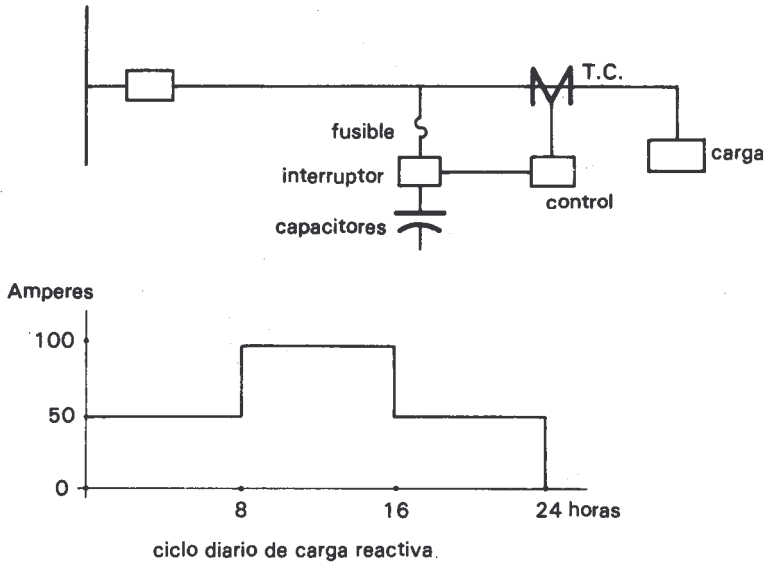 T.C.
fusible
carga
interruptor
control
capacitores
Amperes
100
50
0
8 16 24 horas
ciclo diario de carga reactiva.